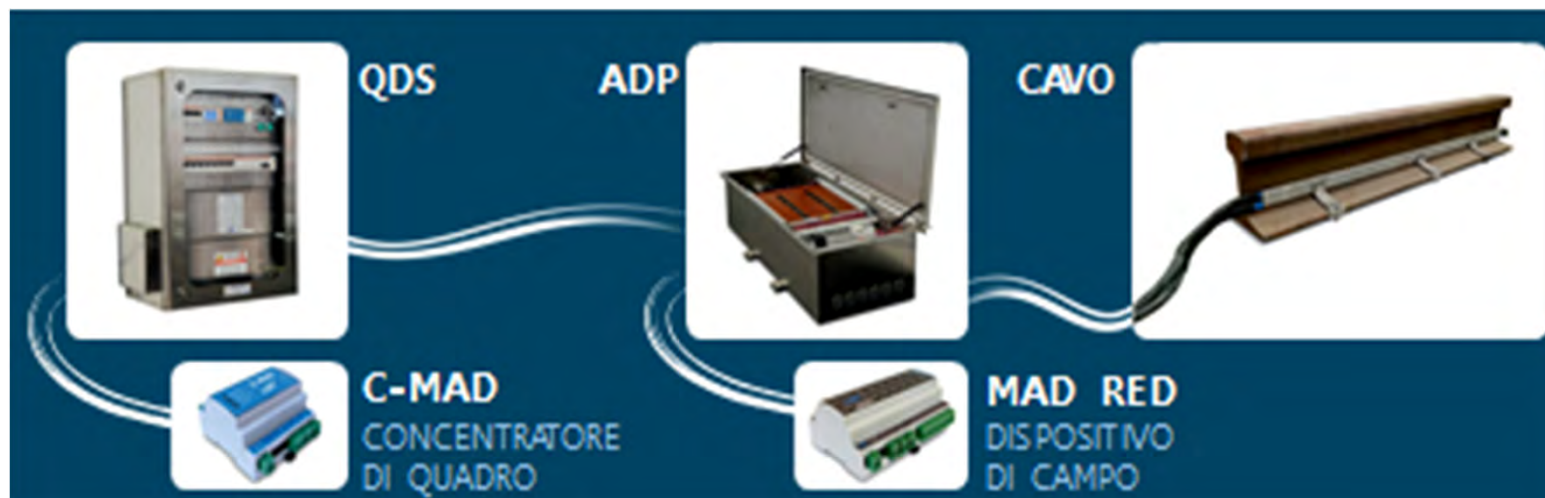 QDS
ADP
CAVO
C-MAD
CONCENTRATORE
DI QUADRO
MAD RED
DISPOSITIVO
DI CAMPO